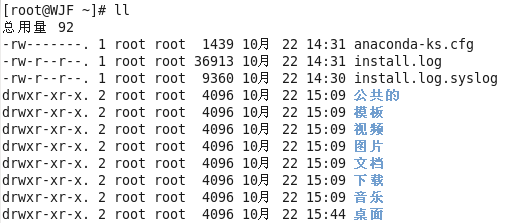 [root@WJF ~]# ll
总用量 92
-rw-------. 1 root root  1439 10月  22 14:31 anaconda-ks.cfg
-rw-r--r--. 1 root root 36913 10月  22 14:31 install.log
-rw-r--r--. 1 root root  9360 10月  22 14:30 install.log.syslog
drwxr-xr-x. 2 root root  4096 10月  22 15:09 公共的
drwxr-xr-x. 2 root root  4096 10月  22 15:09 模板
drwxr-xr-x. 2 root root  4096 10月  22 15:09 视频
drwxr-xr-x. 2 root root  4096 10月  22 15:09 图片
drwxr-xr-x. 2 root root  4096 10月  22 15:09 文档
drwxr-xr-x. 2 root root  4096 10月  22 15:09 下载
drwxr-xr-x. 2 root root  4096 10月  22 15:09 音乐
drwxr-xr-x. 2 root root  4096 10月  22 15:44 桌面